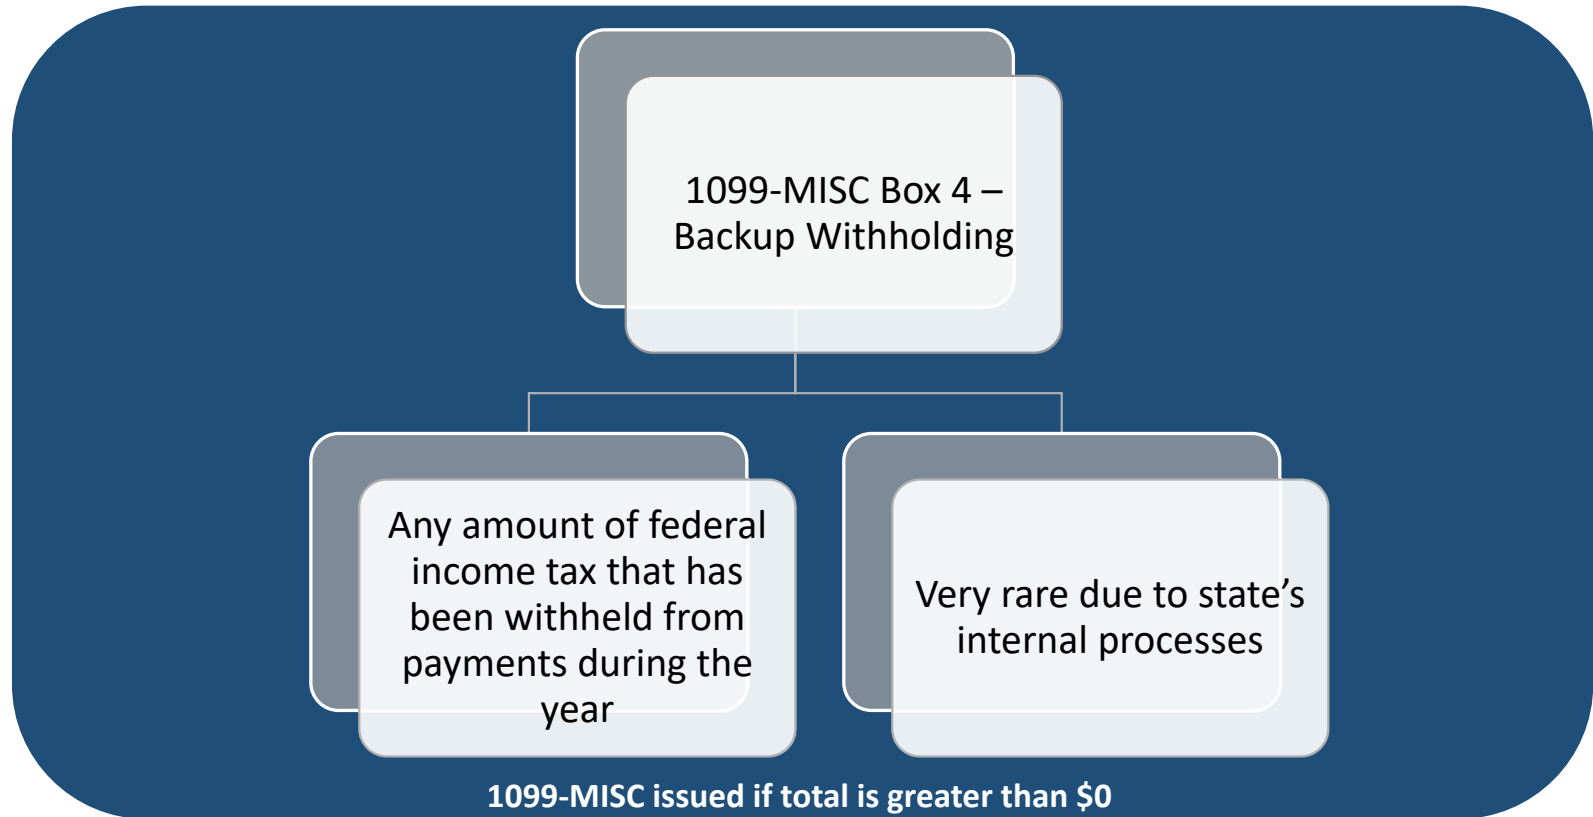 1099-MISC Box 4 –
Backup Withholding
Any amount of federal
income tax that has
been withheld from
payments during the
year
Very rare due to state’s
internal processes
1099-MISC issued if total is greater than $0